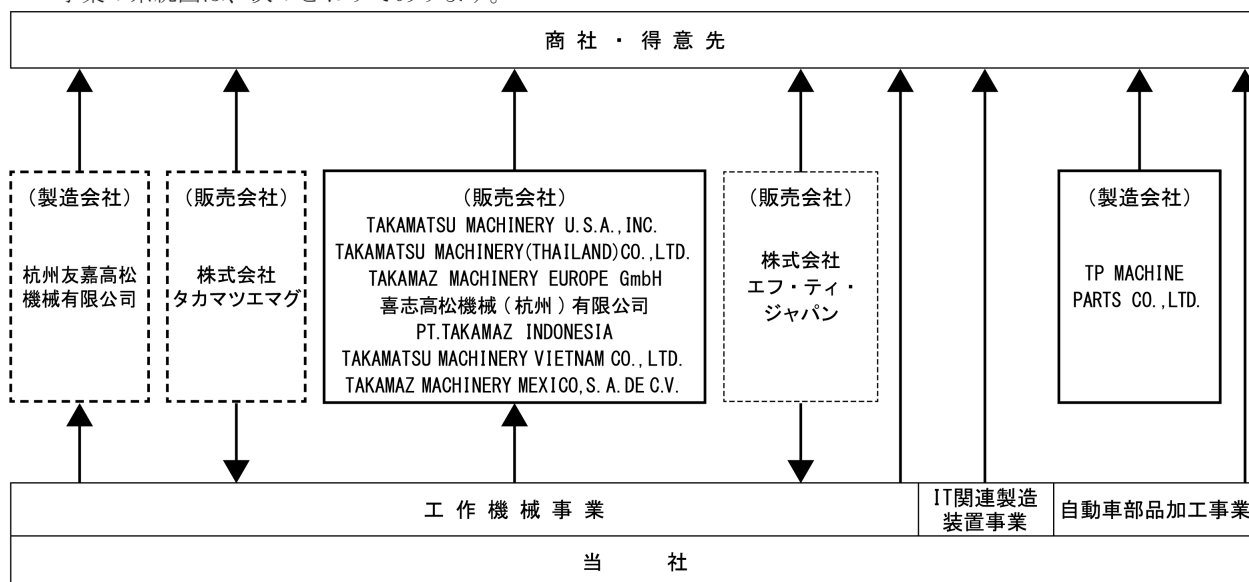 事業の系統図は、次のとおりであります。
商社・得意先
（製造会社）
杭州友嘉高松
機械有限公司
（販売会社）
株式会社
タカマツエマグ
（販売会社）
TAKAMATSU MACHINERY U.S.A.,INC.
TAKAMATSU MACHINERY(THAILAND)CO.,LTD.
TAKAMAZ MACHINERY EUROPE GmbH
喜志高松機械(杭州)有限公司
PT.TAKAMAZ INDONESIA
TAKAMATSU MACHINERY VIETNAM CO.,LTD.
TAKAMAZ MACHINERY MEXICO,S.A.DE C.V.
（販売会社）
株式会社
エフ・ティ・
ジャパン
（製造会社）
TP MACHINE
PARTS CO.,LTD.
工作機械事業
IT関連製造
装置事業
自動車部品加工事業
当社